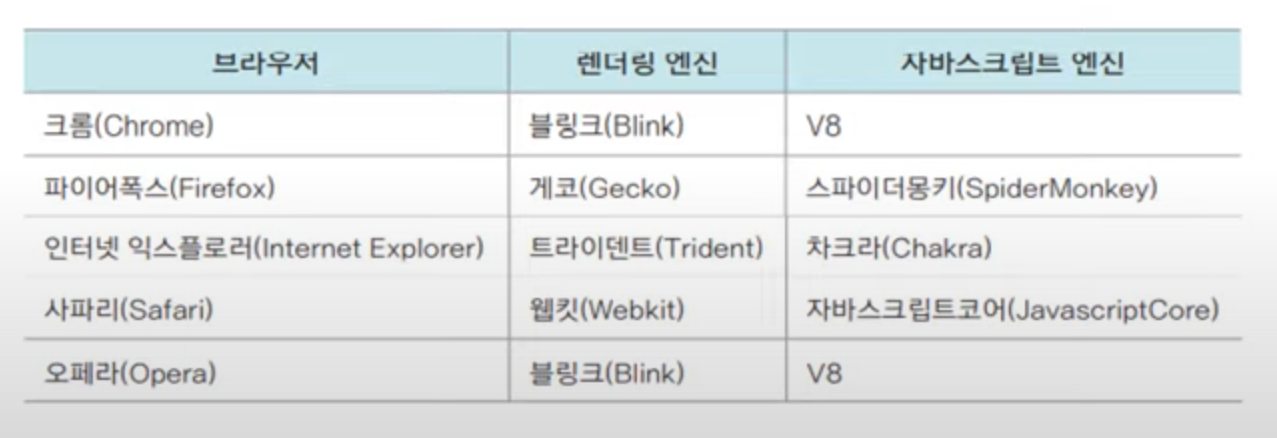 브라우저 렌더링 엔진 자바스크립트 엔진
크롬(Chrome) 블링크(Blink) V8
파이어폭스(Firefox) 게코(Gecko) 스파이더몽키(SpiderMonkey)
인터넷 익스플로러(Internet Explorer) 트라이덴트(Trident) 차크라(Chakra)
사파리(Safari) 웹킷(Webkit) 자바스크립트코어(JavascriptCore)
오페라(Opera) 블링크(Blink) V8